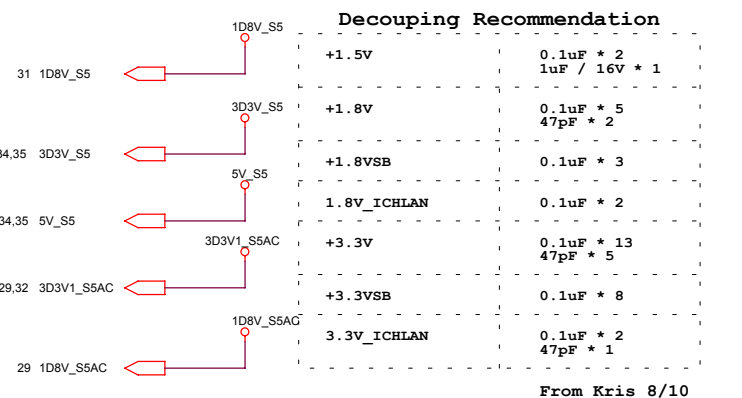 Decouping Recommendation
1D8V_S5
31 1D8V_S5
3D3V_S5
34,35 3D3V_S5
5V_S5
34,35 5V_S5
3D3V1_S5AC
29,32 3D3V1_S5AC
1D8V_S5AC
29 1D8V_S5AC
+1.5V 0.1uF * 2
1uF / 16V * 1
+1.8V 0.1uF * 5
47pF * 2
+1.8VSB 0.1uF * 3
1.8V_ICHLAN 0.1uF * 2
+3.3V 0.1uF * 13
47pF * 5
+3.3VSB 0.1uF * 8
3.3V_ICHLAN 0.1uF * 2
47pF * 1
From Kris 8/10